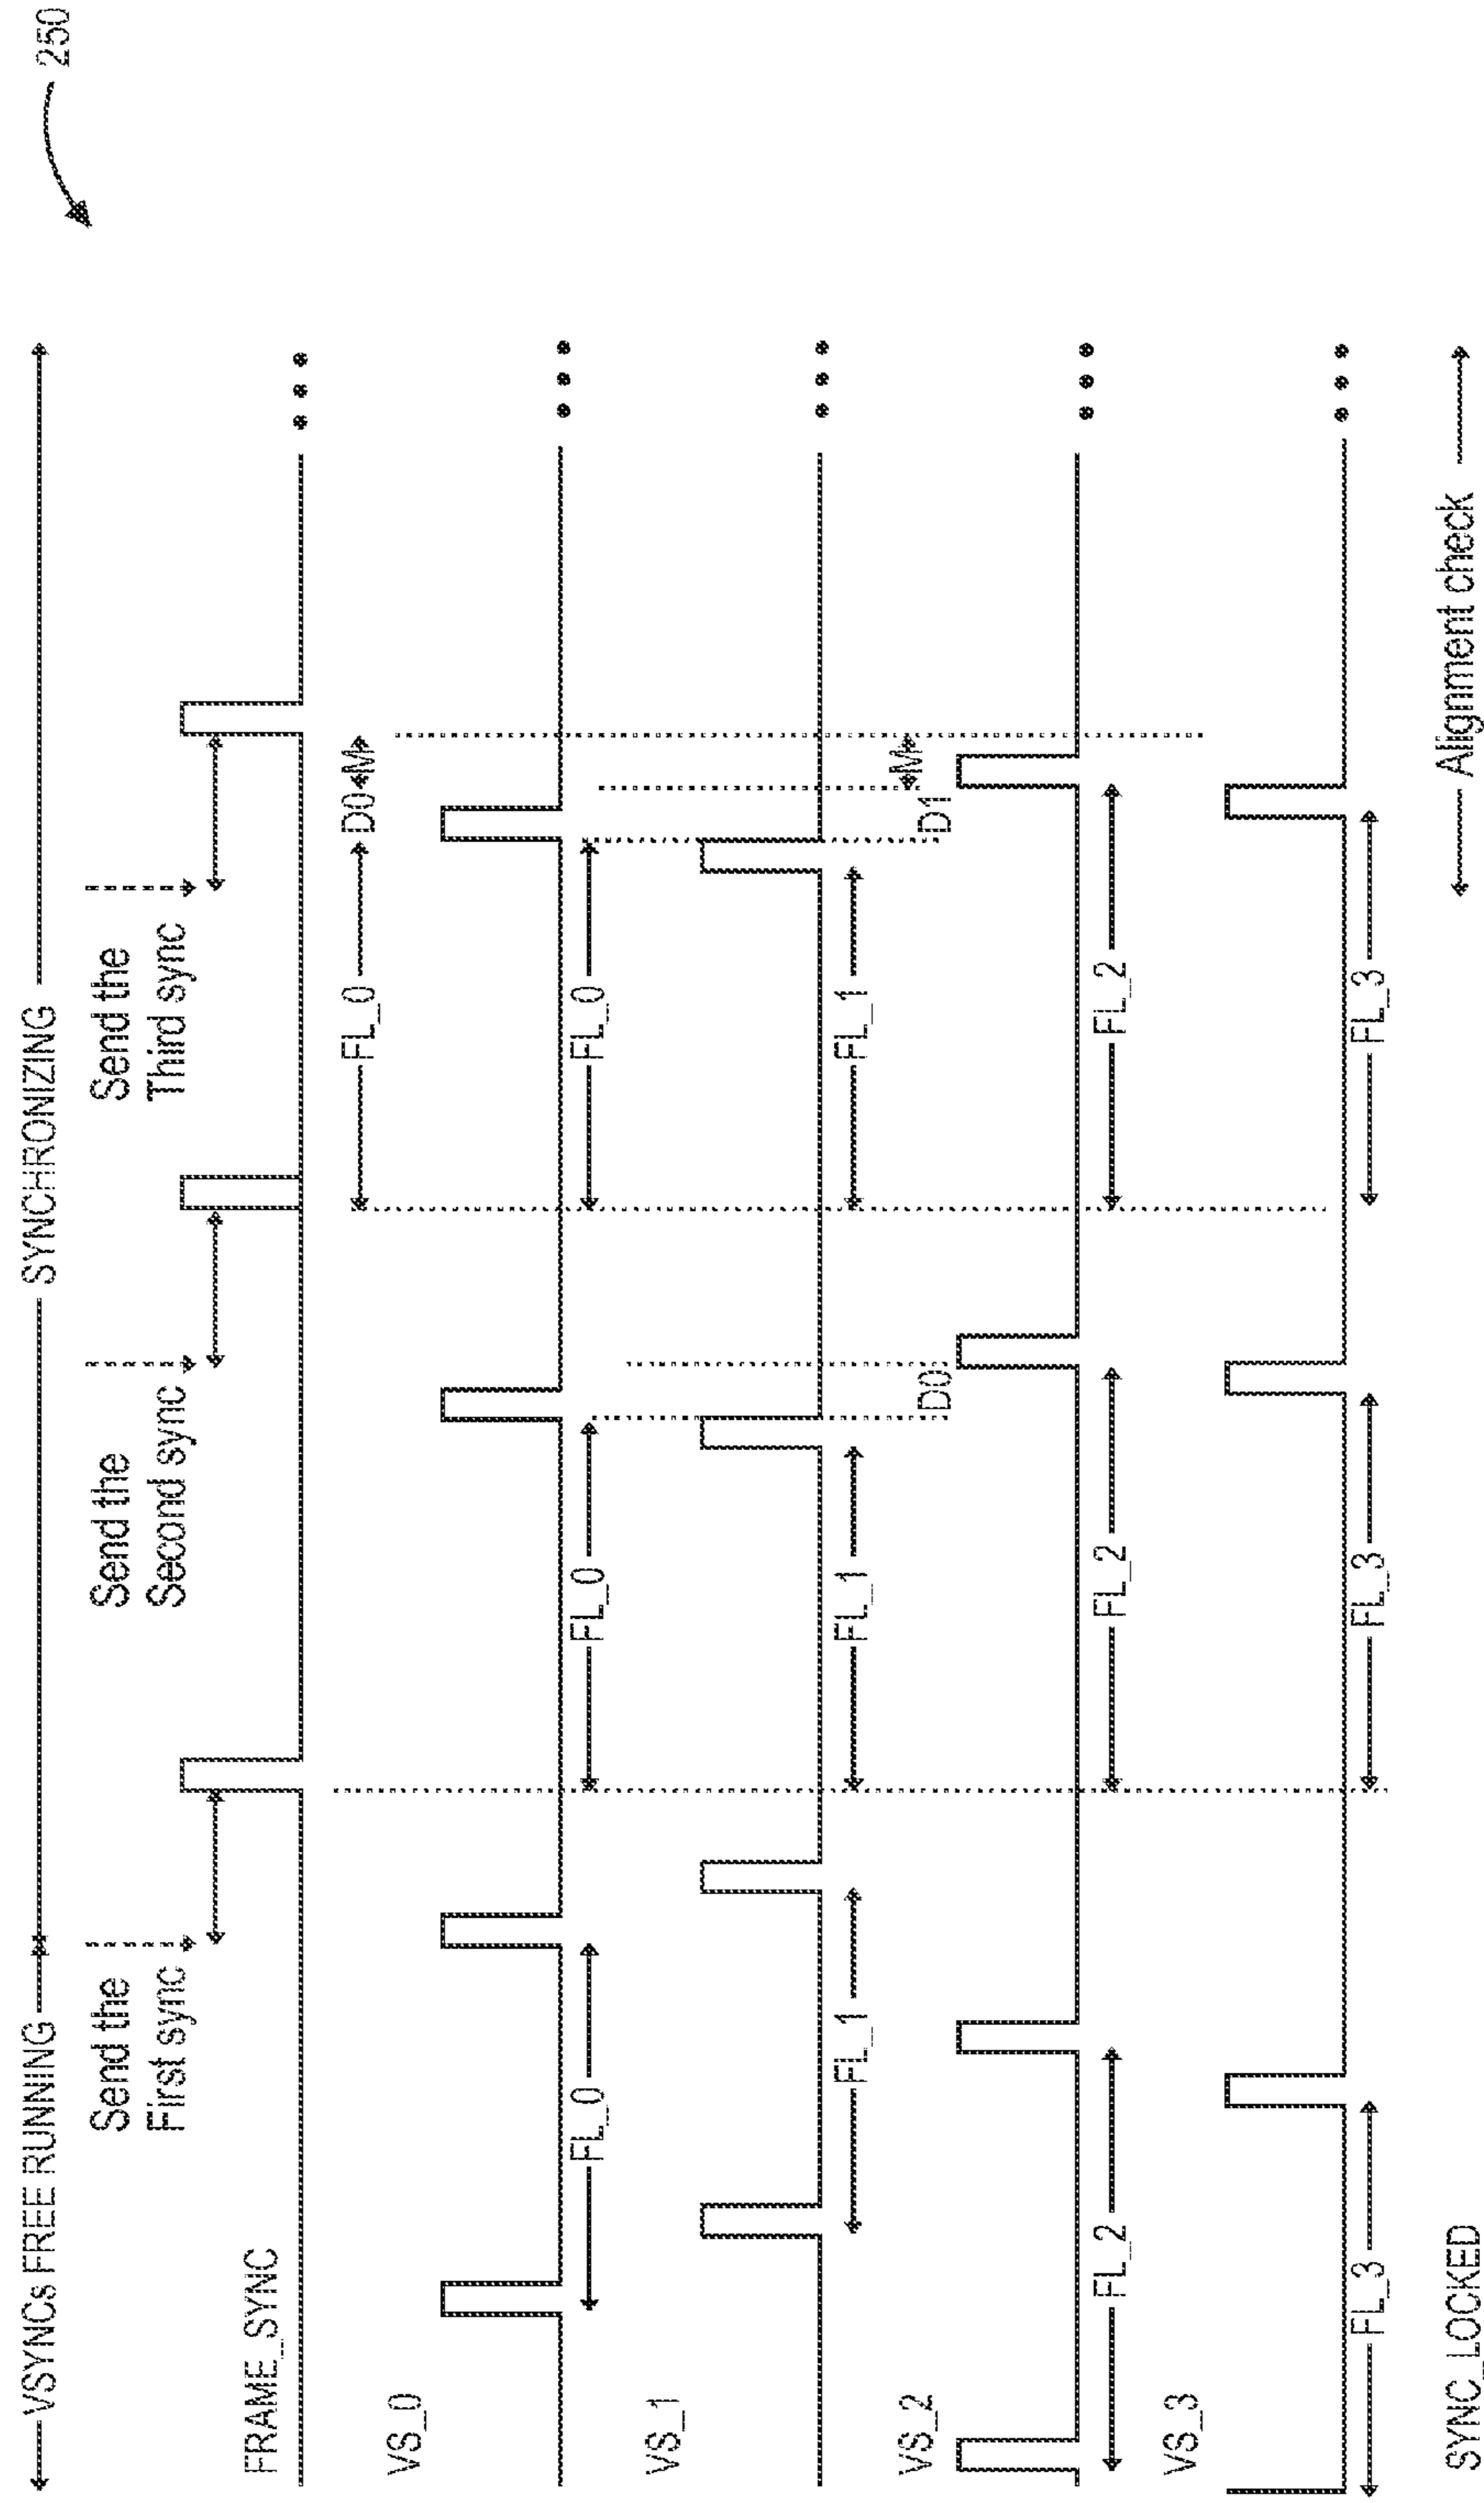 250
VSYNCs FREE RUNNING
SYNCHRONIZING
Send the
First sync
Send the
Second sync
Send the
Third sync
FRAME_SYNC
FL_0
D0
M
VS_0
FL_0
FL_0
FL_0
VS_1
FL_1
FL_1
FL_1
M
VS_2
D0
D1
FL_2
FL_2
FL_2
VS_3
FL_3
FL_3
FL_3
SYNC_LOCKED
Alignment check